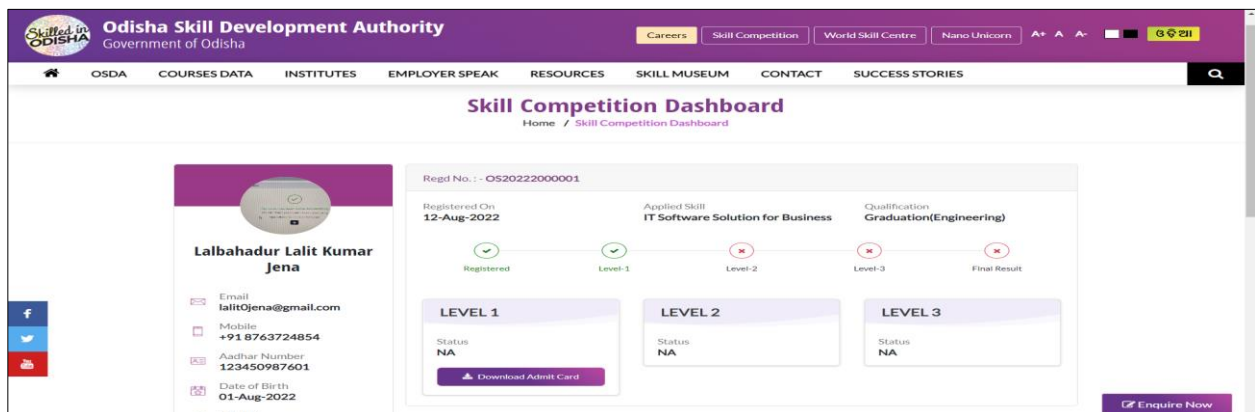 Skilled in
ODISHA
Odisha Skill Development Authority
Government of Odisha
Careers
Skill Competition
World Skill Centre
Nano Unicorn
A+ A A-
ଓଡ଼ିଆ
OSDA COURSES DATA INSTITUTES EMPLOYER SPEAK RESOURCES SKILL MUSEUM CONTACT SUCCESS STORIES
Skill Competition Dashboard
Home / Skill Competition Dashboard
Lalbahadur Lalit Kumar
Jena
Email
lalit0jena@gmail.com
Mobile
+91 8763724854
Aadhar Number
123450987601
Date of Birth
01-Aug-2022
Regd No. : - OS20222000001
Registered On
12-Aug-2022
Applied Skill
IT Software Solution for Business
Qualification
Graduation(Engineering)
Registered Level-1 Level-2 Level-3 Final Result
LEVEL 1
Status
NA
Download Admit Card
LEVEL 2
Status
NA
LEVEL 3
Status
NA
Enquire Now